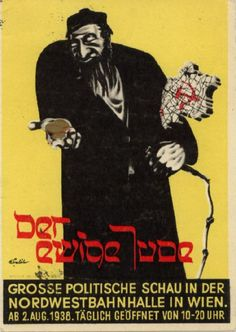 Der
ewige Jude
GROSSE POLITISCHE SCHAU IN DER
NORDWESTBAHNHALLE IN WIEN.
AB 2. AUG. 1938. TÄGLICH GEÖFFNET VON 10-20 UHR